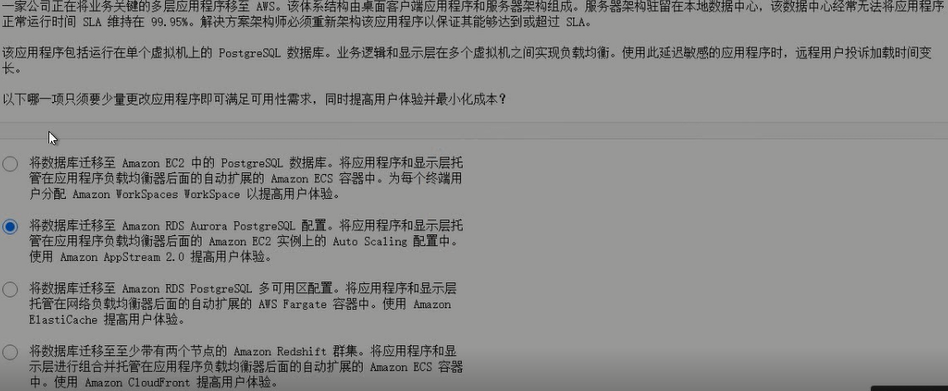 一家公司正在将业务关键的多层应用程序移至 AWS。该体系结构由桌面客户端应用程序和服务器架构组成。服务器架构驻留在本地数据中心，该数据中心经常无法将应用程序
正常运行时间 SLA 维持在 99.95%。解决方案架构师必须重新架构该应用程序以保证其能够达到或超过 SLA。
该应用程序包括运行在单个虚拟机上的 PostgreSQL 数据库。业务逻辑和显示层在多个虚拟机之间实现负载均衡。使用此延迟敏感的应用程序时，远程用户投诉加载时间变
长。
以下哪一项只须要少量更改应用程序即可满足可用性需求，同时提高用户体验并最小化成本？
将数据库迁移至 Amazon EC2 中的 PostgreSQL 数据库。将应用程序和显示层托
管在应用程序负载均衡器后面的自动扩展的 Amazon ECS 容器中。为每个终端用
户分配 Amazon WorkSpaces WorkSpace 以提高用户体验。
将数据库迁移至 Amazon RDS Aurora PostgreSQL 配置。将应用程序和显示层托
管在应用程序负载均衡器后面的 Amazon EC2 实例上的 Auto Scaling 配置中。
使用 Amazon AppStream 2.0 提高用户体验。
将数据库迁移至 Amazon RDS PostgreSQL 多可用区配置。将应用程序和显示层
托管在网络负载均衡器后面的自动扩展的 AWS Fargate 容器中。使用 Amazon
ElastiCache 提高用户体验。
将数据库迁移至至少带有两个节点的 Amazon Redshift 群集。将应用程序和显
示层进行组合并托管在应用程序负载均衡器后面的自动扩展的 Amazon ECS 容器
中。使用 Amazon CloudFront 提高用户体验。